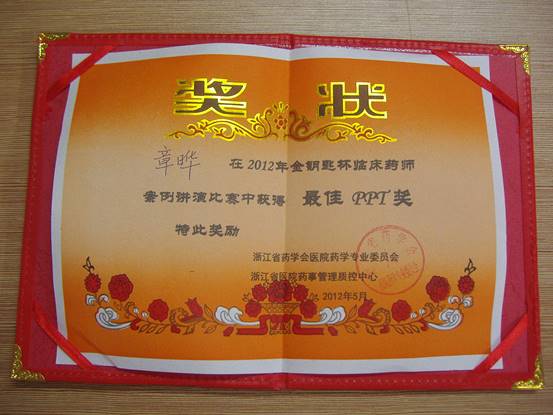 奖状
章晔 在2012年金钥匙杯临床药师
案例讲演比赛中获得 最佳 PPT 奖
特此奖励
浙江省药学会医院药学专业委员会
浙江省医院药事管理质控中心
2012年5月